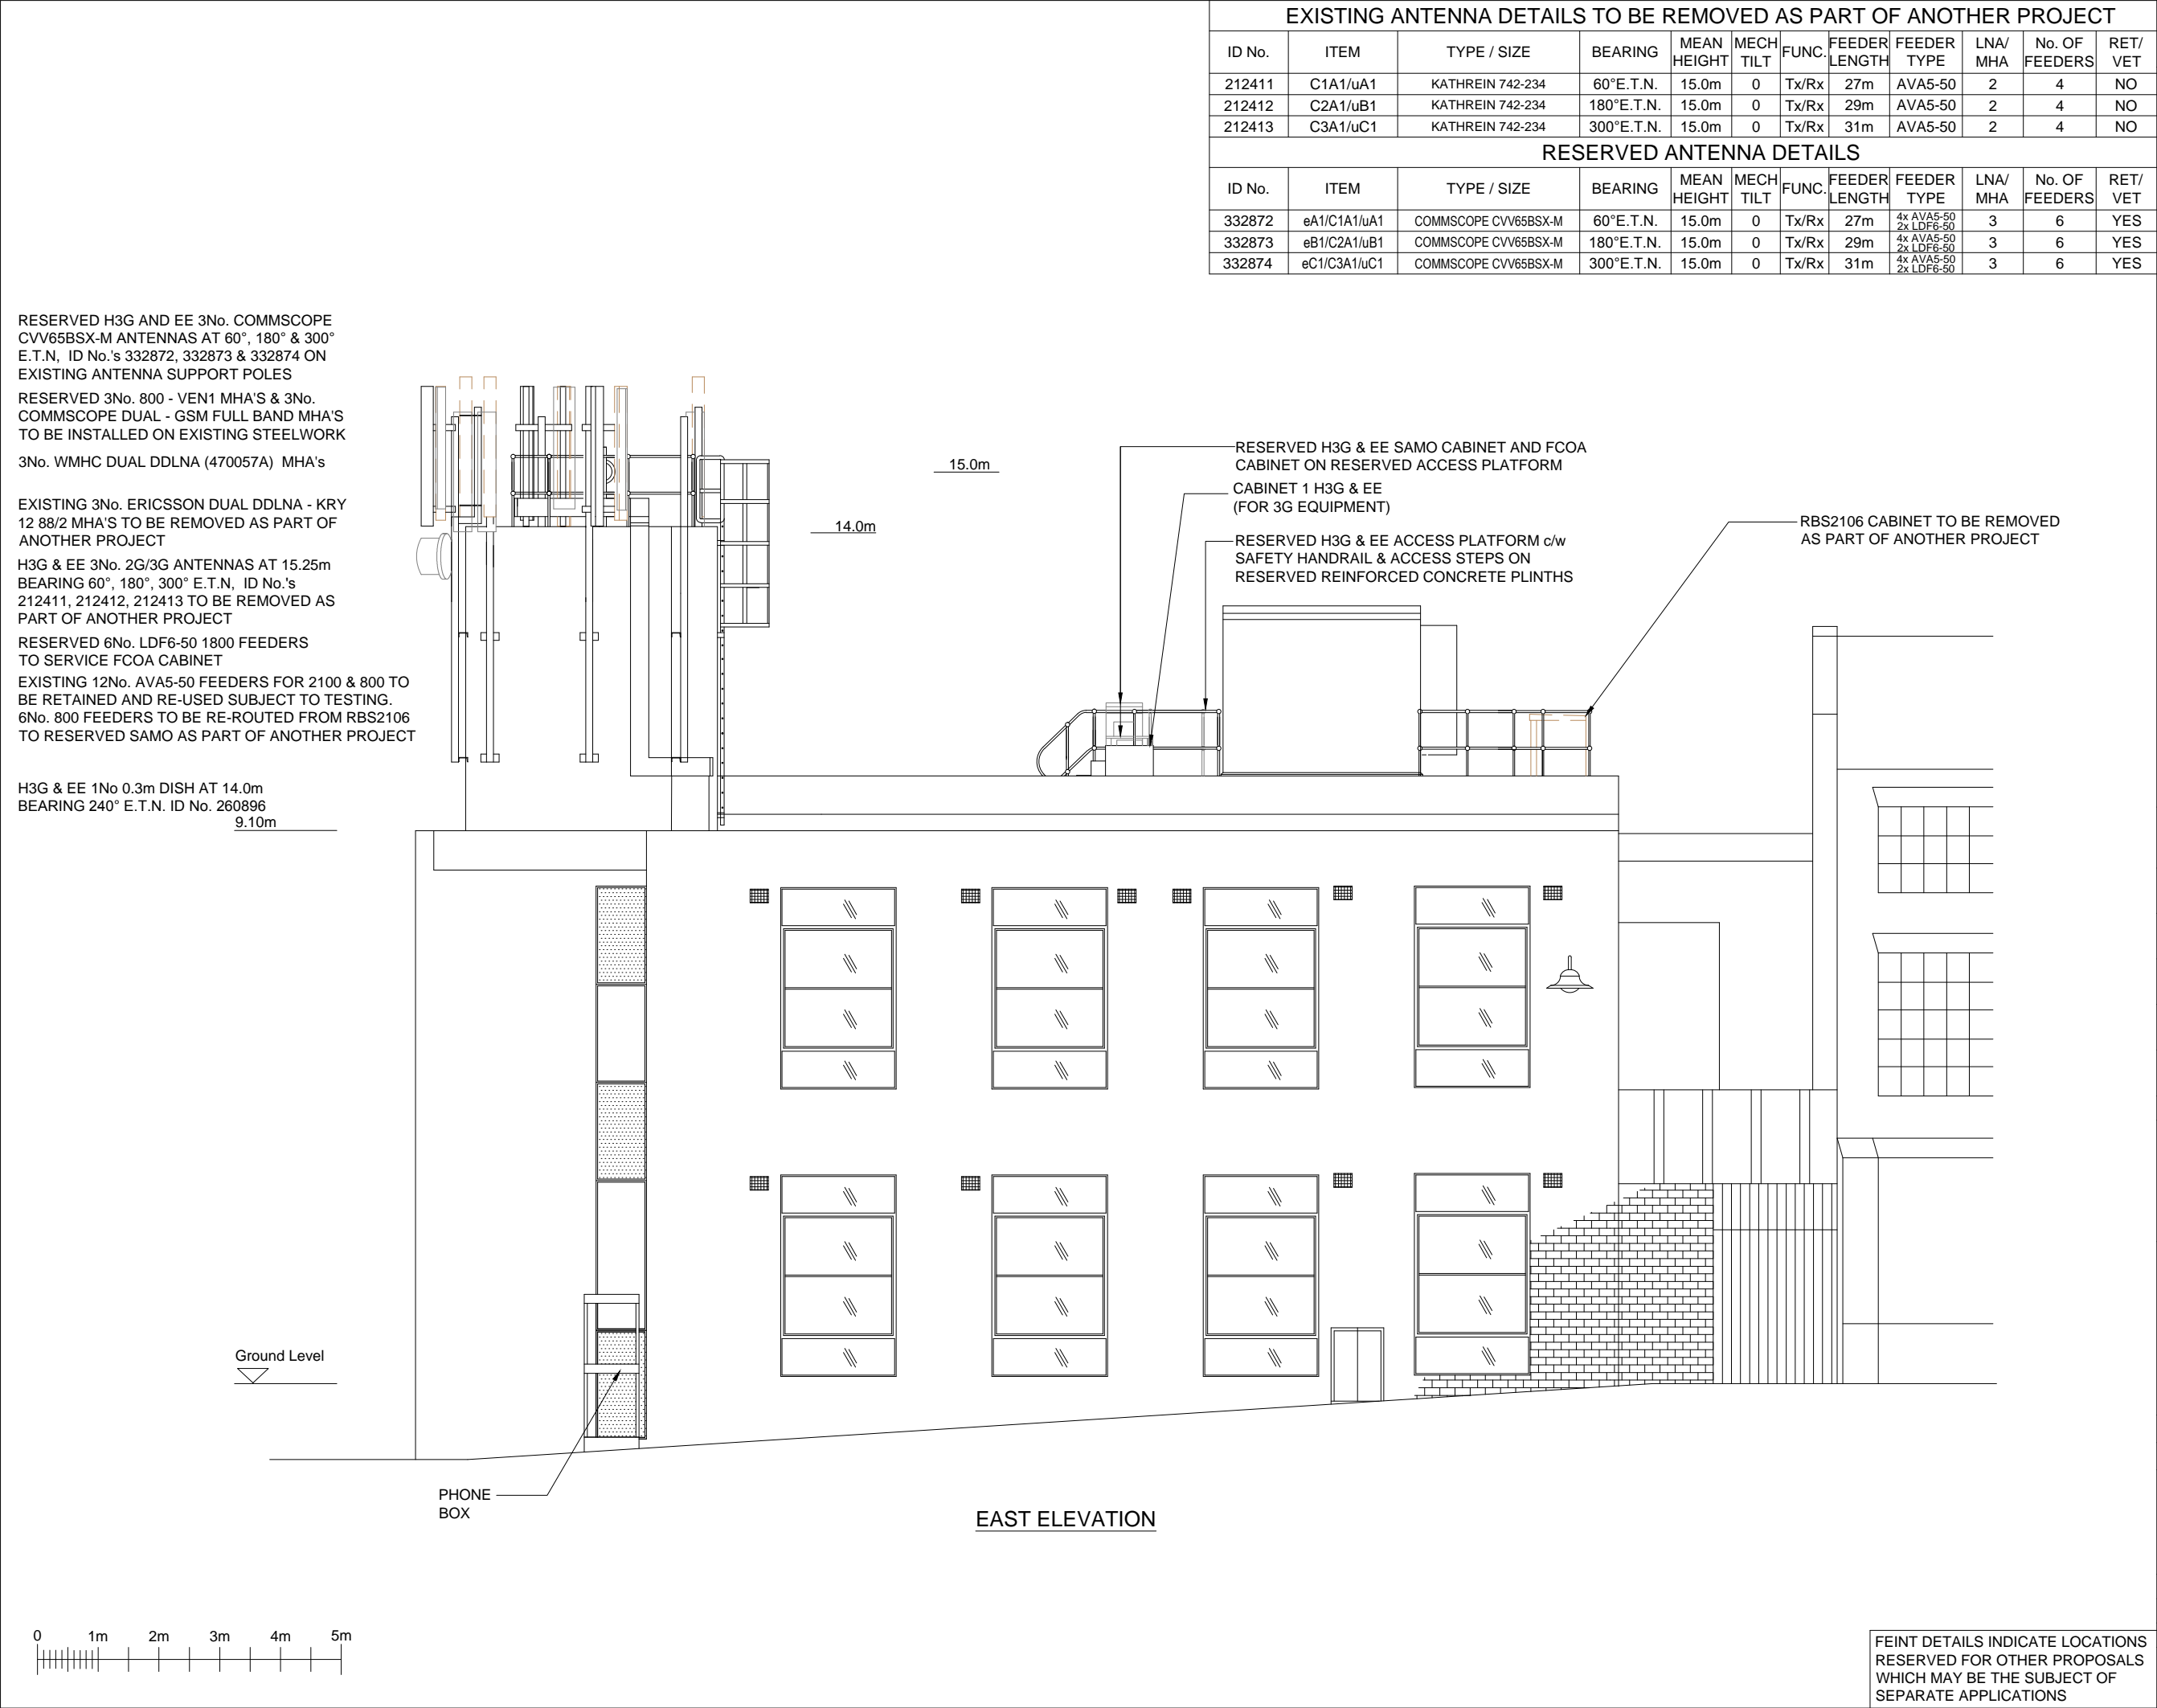 EXISTING ANTENNA DETAILS TO BE REMOVED AS PART OF ANOTHER PROJECT
ID No. ITEM TYPE / SIZE BEARING MEAN HEIGHT MECH TILT FUNC. FEEDER LENGTH FEEDER TYPE LNA/ MHA No. OF FEEDERS RET/ VET
212411 C1A1/uA1 KATHREIN 742-234 60°E.T.N. 15.0m 0 Tx/Rx 27m AVA5-50 2 4 NO
212412 C2A1/uB1 KATHREIN 742-234 180°E.T.N. 15.0m 0 Tx/Rx 29m AVA5-50 2 4 NO
212413 C3A1/uC1 KATHREIN 742-234 300°E.T.N. 15.0m 0 Tx/Rx 31m AVA5-50 2 4 NO
RESERVED ANTENNA DETAILS
ID No. ITEM TYPE / SIZE BEARING MEAN HEIGHT MECH TILT FUNC. FEEDER LENGTH FEEDER TYPE LNA/ MHA No. OF FEEDERS RET/ VET
332872 eA1/C1A1/uA1 COMMSCOPE CVV65BSX-M 60°E.T.N. 15.0m 0 Tx/Rx 27m 4x AVA5-50 2x LDF6-50 3 6 YES
332873 eB1/C2A1/uB1 COMMSCOPE CVV65BSX-M 180°E.T.N. 15.0m 0 Tx/Rx 29m 4x AVA5-50 2x LDF6-50 3 6 YES
332874 eC1/C3A1/uC1 COMMSCOPE CVV65BSX-M 300°E.T.N. 15.0m 0 Tx/Rx 31m 4x AVA5-50 2x LDF6-50 3 6 YES
RESERVED H3G AND EE 3No. COMMSCOPE
CVV65BSX-M ANTENNAS AT 60°, 180° & 300°
E.T.N, ID No.'s 332872, 332873 & 332874 ON
EXISTING ANTENNA SUPPORT POLES
RESERVED 3No. 800 - VEN1 MHA'S & 3No.
COMMSCOPE DUAL - GSM FULL BAND MHA'S
TO BE INSTALLED ON EXISTING STEELWORK
3No. WMHC DUAL DDLNA (470057A) MHA's
EXISTING 3No. ERICSSON DUAL DDLNA - KRY
12 88/2 MHA'S TO BE REMOVED AS PART OF
ANOTHER PROJECT
H3G & EE 3No. 2G/3G ANTENNAS AT 15.25m
BEARING 60°, 180°, 300° E.T.N, ID No.'s
212411, 212412, 212413 TO BE REMOVED AS
PART OF ANOTHER PROJECT
RESERVED 6No. LDF6-50 1800 FEEDERS
TO SERVICE FCOA CABINET
EXISTING 12No. AVA5-50 FEEDERS FOR 2100 & 800 TO
BE RETAINED AND RE-USED SUBJECT TO TESTING.
6No. 800 FEEDERS TO BE RE-ROUTED FROM RBS2106
TO RESERVED SAMO AS PART OF ANOTHER PROJECT
H3G & EE 1No 0.3m DISH AT 14.0m
BEARING 240° E.T.N. ID No. 260896
9.10m
15.0m
14.0m
RESERVED H3G & EE SAMO CABINET AND FCOA
CABINET ON RESERVED ACCESS PLATFORM
CABINET 1 H3G & EE
(FOR 3G EQUIPMENT)
RESERVED H3G & EE ACCESS PLATFORM c/w
SAFETY HANDRAIL & ACCESS STEPS ON
RESERVED REINFORCED CONCRETE PLINTHS
RBS2106 CABINET TO BE REMOVED
AS PART OF ANOTHER PROJECT
Ground Level
PHONE
BOX
EAST ELEVATION
0 1m 2m 3m 4m 5m
FEINT DETAILS INDICATE LOCATIONS
RESERVED FOR OTHER PROPOSALS
WHICH MAY BE THE SUBJECT OF
SEPARATE APPLICATIONS